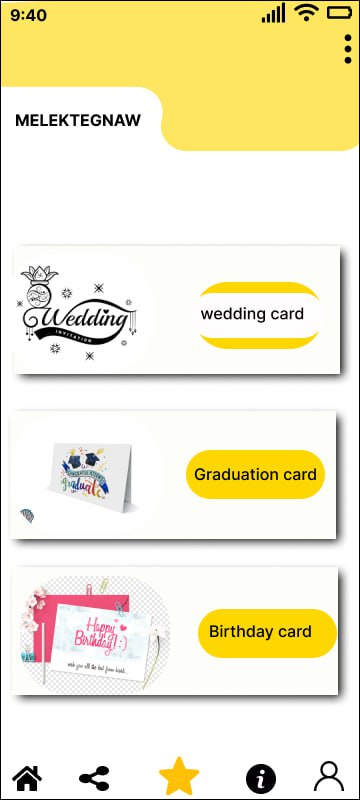 9:40
MELEKTEGNAW
Wedding
INVITATION
wedding card
graduate
Graduation card
Happy
Birthday! :)
wish you all the best from heart..
Birthday card